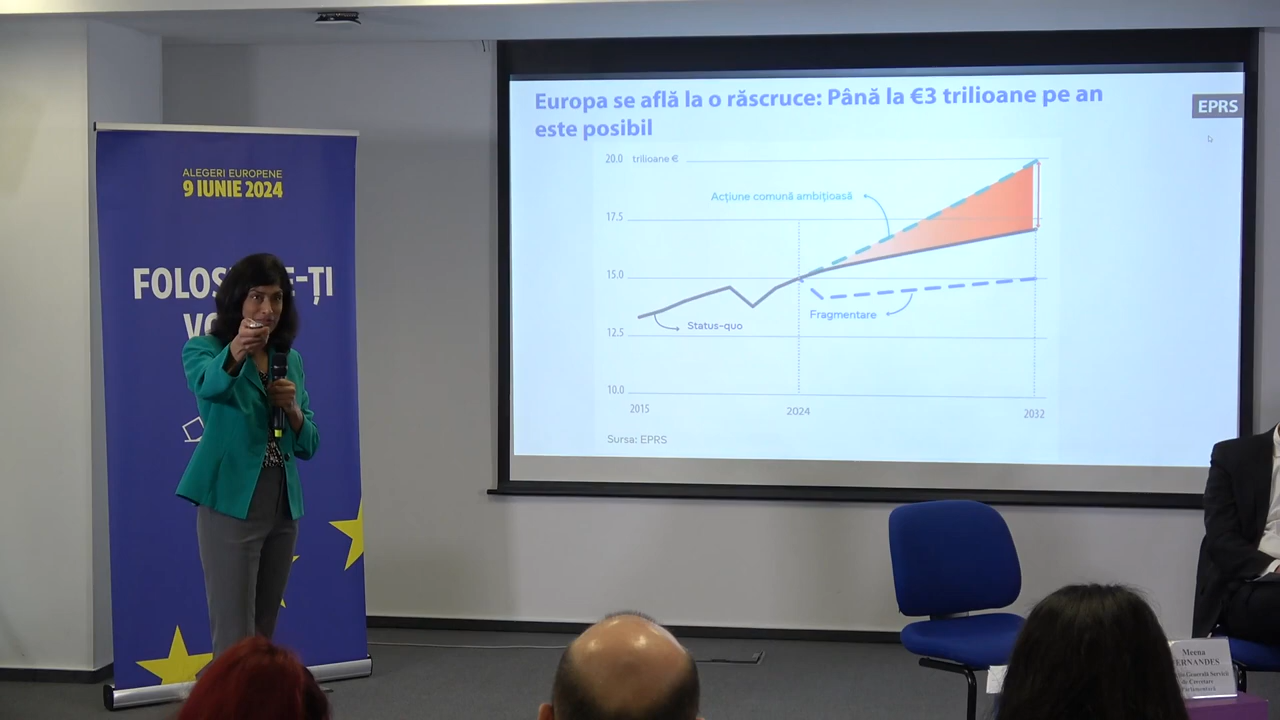 ALEGERI EUROPENE
9 IUNIE 2024
Europa se află la o răscruce: Până la €3 trilioane pe an
este posibil
EPRS
20.0 trilioane €
Acțiune comună ambițioasă
17.5
15.0
Fragmentare
Status-quo
12.5
10.0
2015 2024 2032
Sursa: EPRS
Meena
de Cercetare